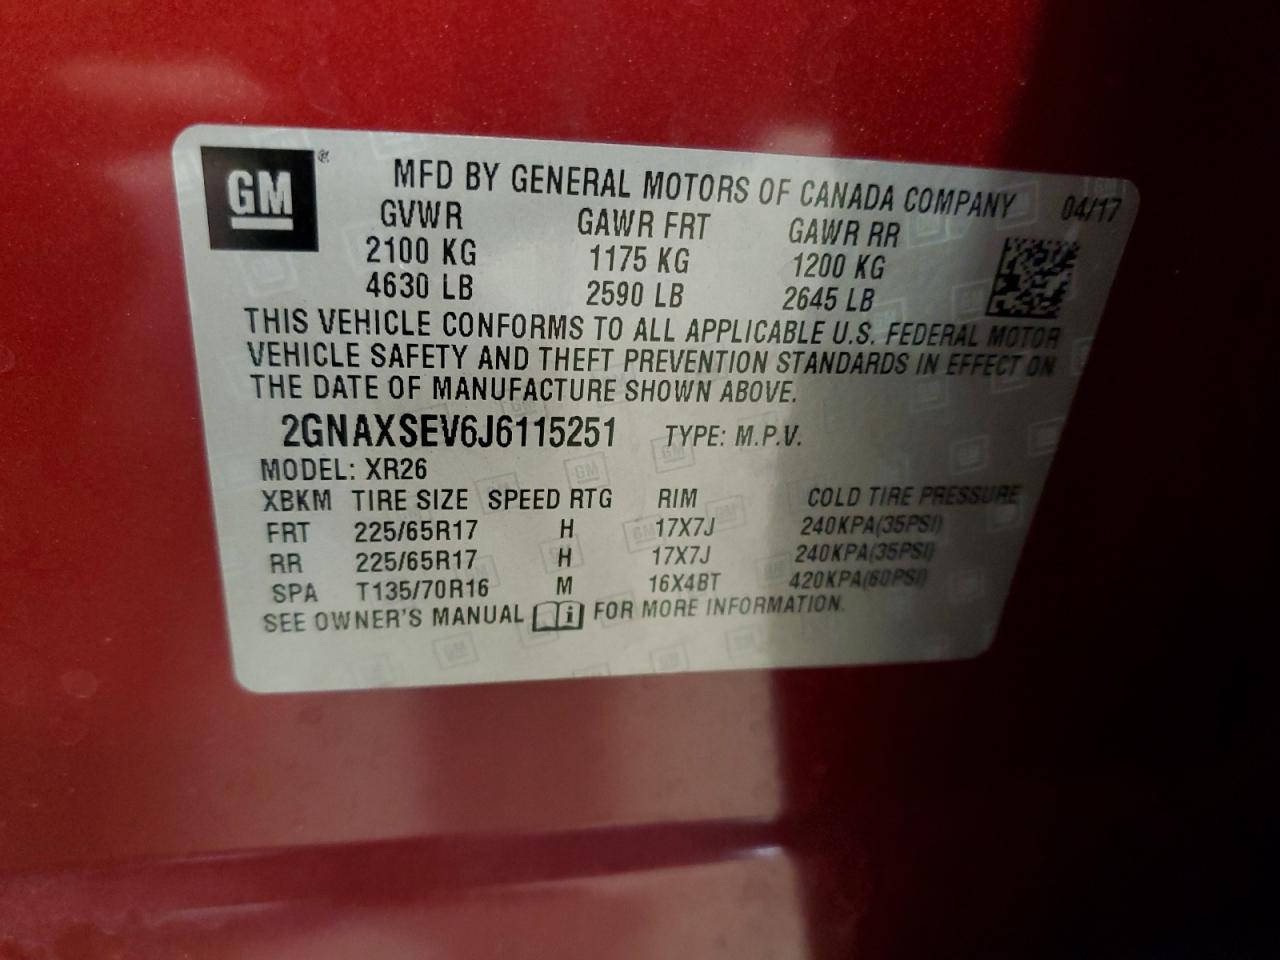 GM ®
MFD BY GENERAL MOTORS OF CANADA COMPANY 04/17
GVWR GAWR FRT GAWR RR
2100 KG 1175 KG 1200 KG
4630 LB 2590 LB 2645 LB
THIS VEHICLE CONFORMS TO ALL APPLICABLE U.S. FEDERAL MOTOR
VEHICLE SAFETY AND THEFT PREVENTION STANDARDS IN EFFECT ON
THE DATE OF MANUFACTURE SHOWN ABOVE.
2GNAXSEV6J6115251 TYPE: M.P.V.
MODEL: XR26
XBKM TIRE SIZE SPEED RTG RIM COLD TIRE PRESSURE
FRT 225/65R17 H 17X7J 240KPA(35PSI)
RR 225/65R17 H 17X7J 240KPA(35PSI)
SPA T135/70R16 M 16X4BT 420KPA(60PSI)
SEE OWNER'S MANUAL FOR MORE INFORMATION.